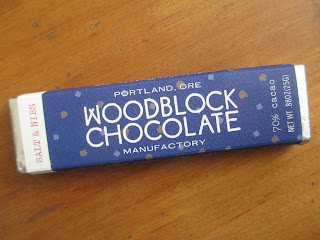 SALT & NIBS
PORTLAND, ORE
WOODBLOCK
CHOCOLATE
MANUFACTORY
70% cacao
NET WT .88OZ (25G)